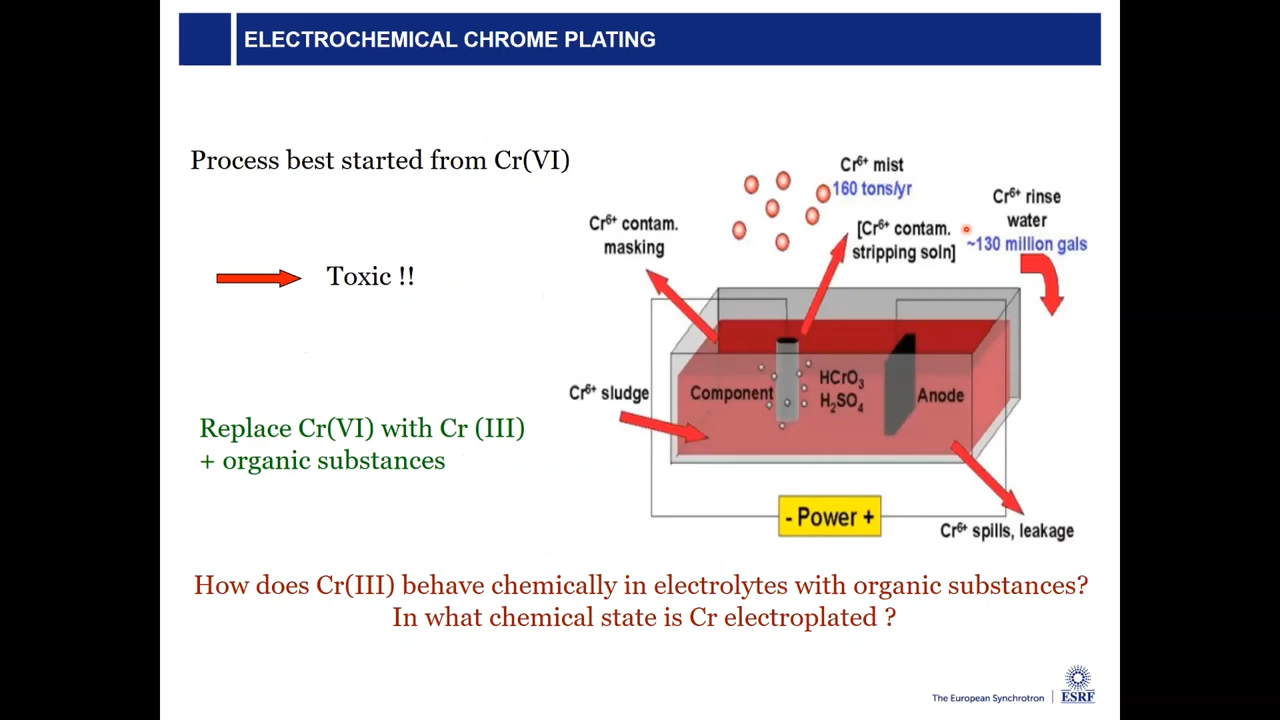 ELECTROCHEMICAL CHROME PLATING
Process best started from Cr(VI)
Toxic !!
Replace Cr(VI) with Cr (III)
+ organic substances
Cr⁶⁺ mist
160 tons/yr
Cr⁶⁺ rinse
water
~130 million gals
Cr⁶⁺ contam.
masking
[Cr⁶⁺ contam.
stripping soln]
Cr⁶⁺ sludge
Component
HCrO₃
H₂SO₄
Anode
- Power +
Cr⁶⁺ spills, leakage
How does Cr(III) behave chemically in electrolytes with organic substances?
In what chemical state is Cr electroplated ?
The European Synchrotron
ESRF